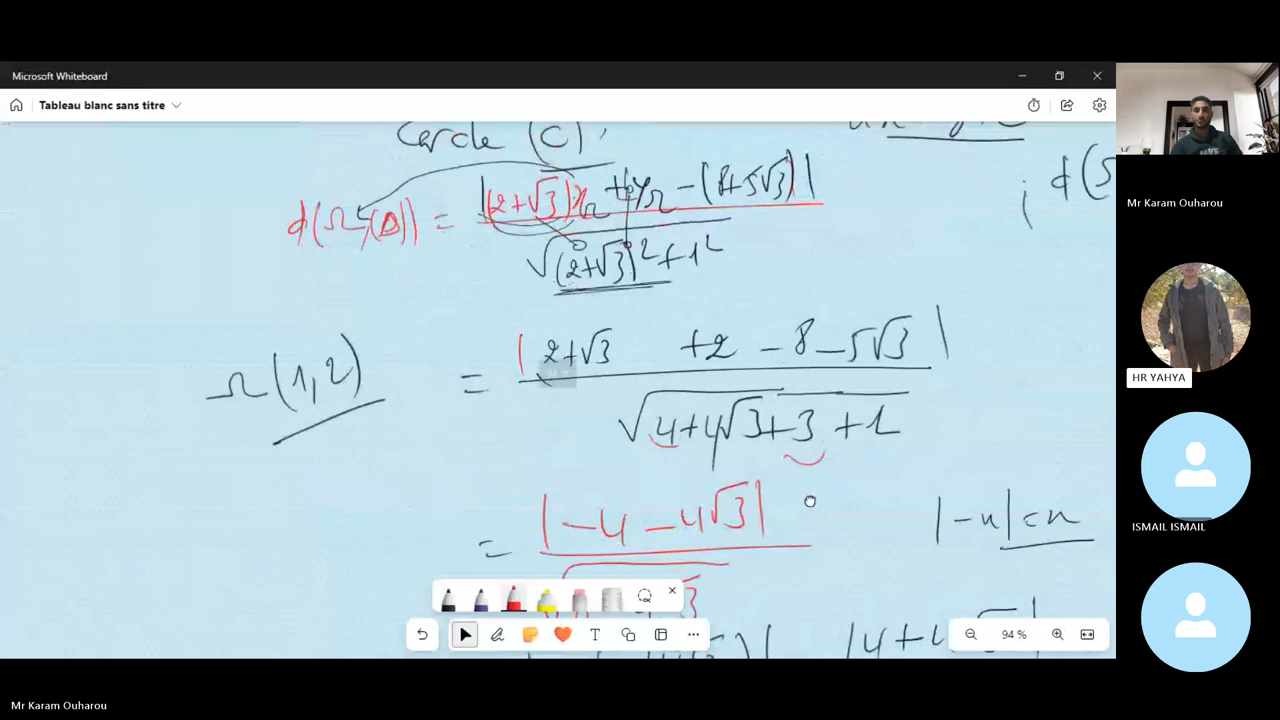 Microsoft Whiteboard
Tableau blanc sans titre
Cercle (C),
d(Ω,(Δ)) = |(2+√3)x_Ω + y_Ω - (8+5√3)| / √((2+√3)² + 1²)
Ω(1,2)
= | 2+√3 + 2 - 8 - 5√3 | / √(4+4√3+3+1)
= |-4 - 4√3|
|-x| = x
|4+4
94 %
Mr Karam Ouharou
HR YAHYA
ISMAIL ISMAIL
Mr Karam Ouharou